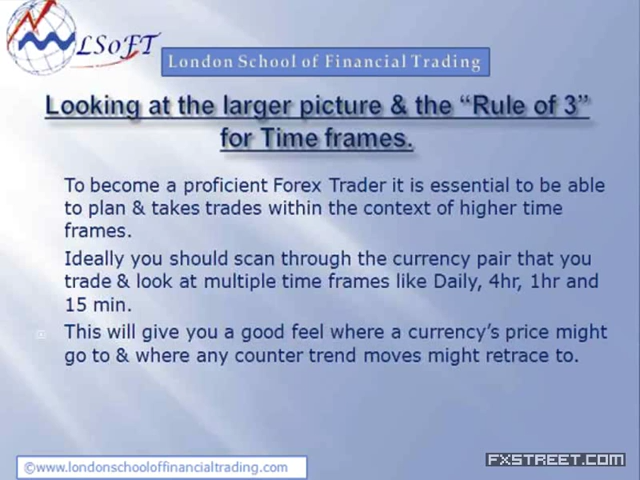 LSoFT
London School of Financial Trading
Looking at the larger picture & the “Rule of 3”
for Time frames.
To become a proficient Forex Trader it is essential to be able
to plan & takes trades within the context of higher time
frames.
Ideally you should scan through the currency pair that you
trade & look at multiple time frames like Daily, 4hr, 1hr and
15 min.
This will give you a good feel where a currency’s price might
go to & where any counter trend moves might retrace to.
©www.londonschooloffinancialtrading.com
FXSTREET.COM